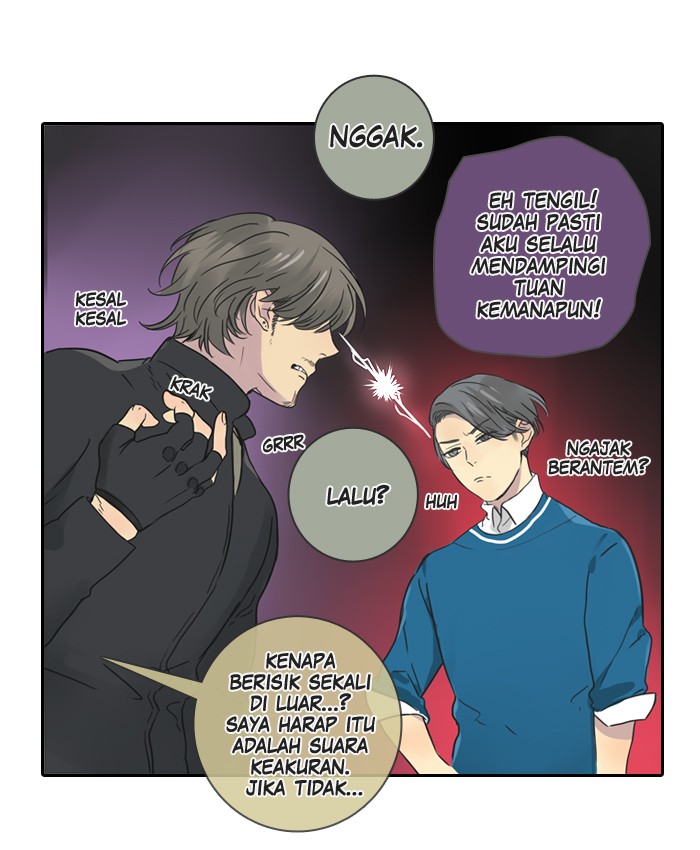 NGGAK.
EH TENGIL!
SUDAH PASTI
AKU SELALU
MENDAMPINGI
TUAN
KEMANAPUN!
KESAL
KESAL
KRAK
GRRR
LALU?
HUH
NGAJAK
BERANTEM?
KENAPA
BERISIK SEKALI
DI LUAR...?
SAYA HARAP ITU
ADALAH SUARA
KEAKURAN.
JIKA TIDAK...